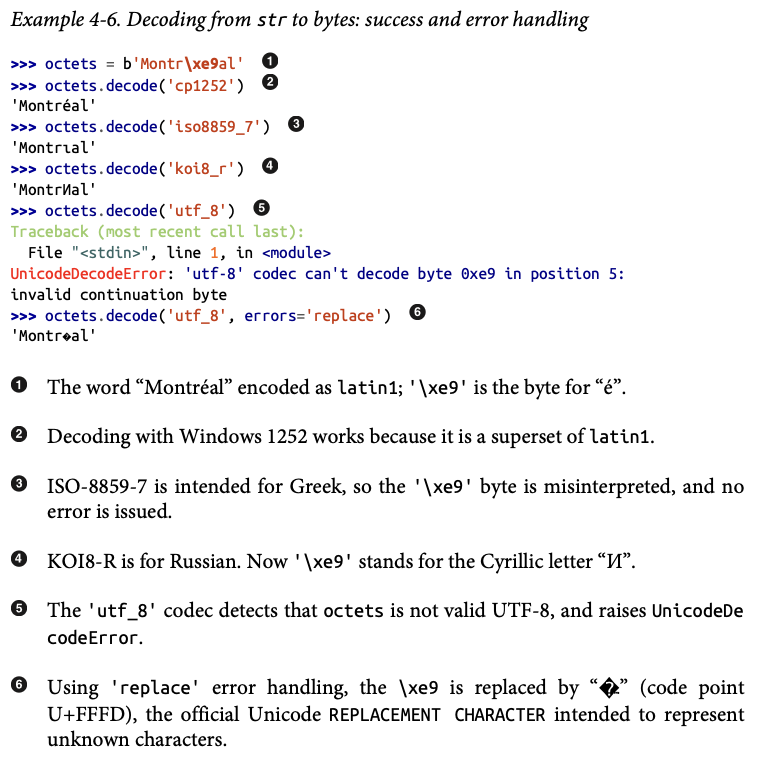 Example 4-6. Decoding from str to bytes: success and error handling
>>> octets = b'Montr\xe9al' ❶
>>> octets.decode('cp1252') ❷
'Montréal'
>>> octets.decode('iso8859_7') ❸
'Montrιal'
>>> octets.decode('koi8_r') ❹
'MontrИal'
>>> octets.decode('utf_8') ❺
Traceback (most recent call last):
  File "<stdin>", line 1, in <module>
UnicodeDecodeError: 'utf-8' codec can't decode byte 0xe9 in position 5:
invalid continuation byte
>>> octets.decode('utf_8', errors='replace') ❻
'Montr�al'
❶ The word “Montréal” encoded as latin1; '\xe9' is the byte for “é”.
❷ Decoding with Windows 1252 works because it is a superset of latin1.
❸ ISO-8859-7 is intended for Greek, so the '\xe9' byte is misinterpreted, and no
error is issued.
❹ KOI8-R is for Russian. Now '\xe9' stands for the Cyrillic letter “И”.
❺ The 'utf_8' codec detects that octets is not valid UTF-8, and raises UnicodeDe
codeError.
❻ Using 'replace' error handling, the \xe9 is replaced by “�” (code point
U+FFFD), the official Unicode REPLACEMENT CHARACTER intended to represent
unknown characters.